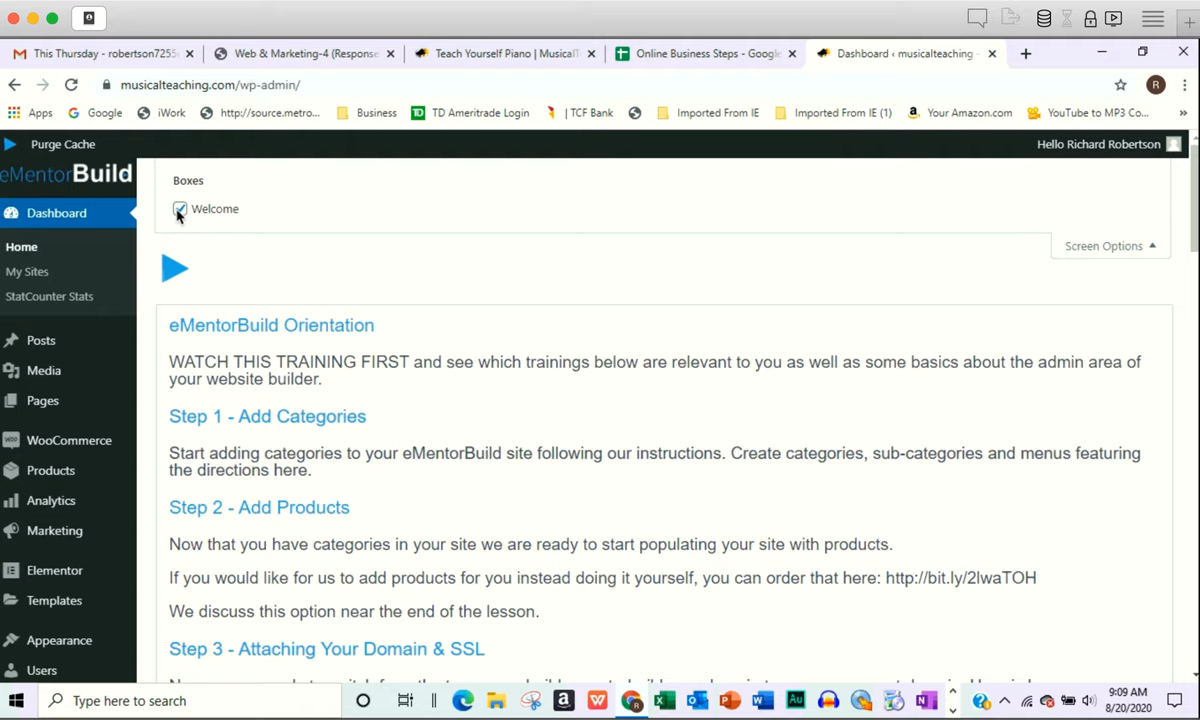 This Thursday - robertson7255
Web & Marketing-4 (Response
Teach Yourself Piano | MusicalT
Online Business Steps - Google
Dashboard ‹ musicalteaching –
musicalteaching.com/wp-admin/
R
Apps
Google
iWork
http://source.metro...
Business
TD Ameritrade Login
| TCF Bank
Imported From IE
Imported From IE (1)
Your Amazon.com
YouTube to MP3 Co...
»
Purge Cache
Hello Richard Robertson
eMentorBuild
Dashboard
Home
My Sites
StatCounter Stats
Posts
Media
Pages
WooCommerce
Products
Analytics
Marketing
Elementor
Templates
Appearance
Users
Boxes
Welcome
Screen Options
eMentorBuild Orientation
WATCH THIS TRAINING FIRST and see which trainings below are relevant to you as well as some basics about the admin area of
your website builder.
Step 1 - Add Categories
Start adding categories to your eMentorBuild site following our instructions. Create categories, sub-categories and menus featuring
the directions here.
Step 2 - Add Products
Now that you have categories in your site we are ready to start populating your site with products.
If you would like for us to add products for you instead doing it yourself, you can order that here: http://bit.ly/2lwaTOH
We discuss this option near the end of the lesson.
Step 3 - Attaching Your Domain & SSL
Type here to search
9:09 AM
8/20/2020